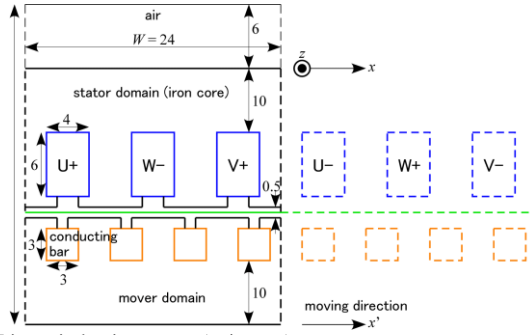 air
W = 24
6
z
x
stator domain (iron core)
10
4
6
U+
W-
V+
U-
W+
V-
0.5
conducting
bar
3
3
mover domain
10
moving direction
x'